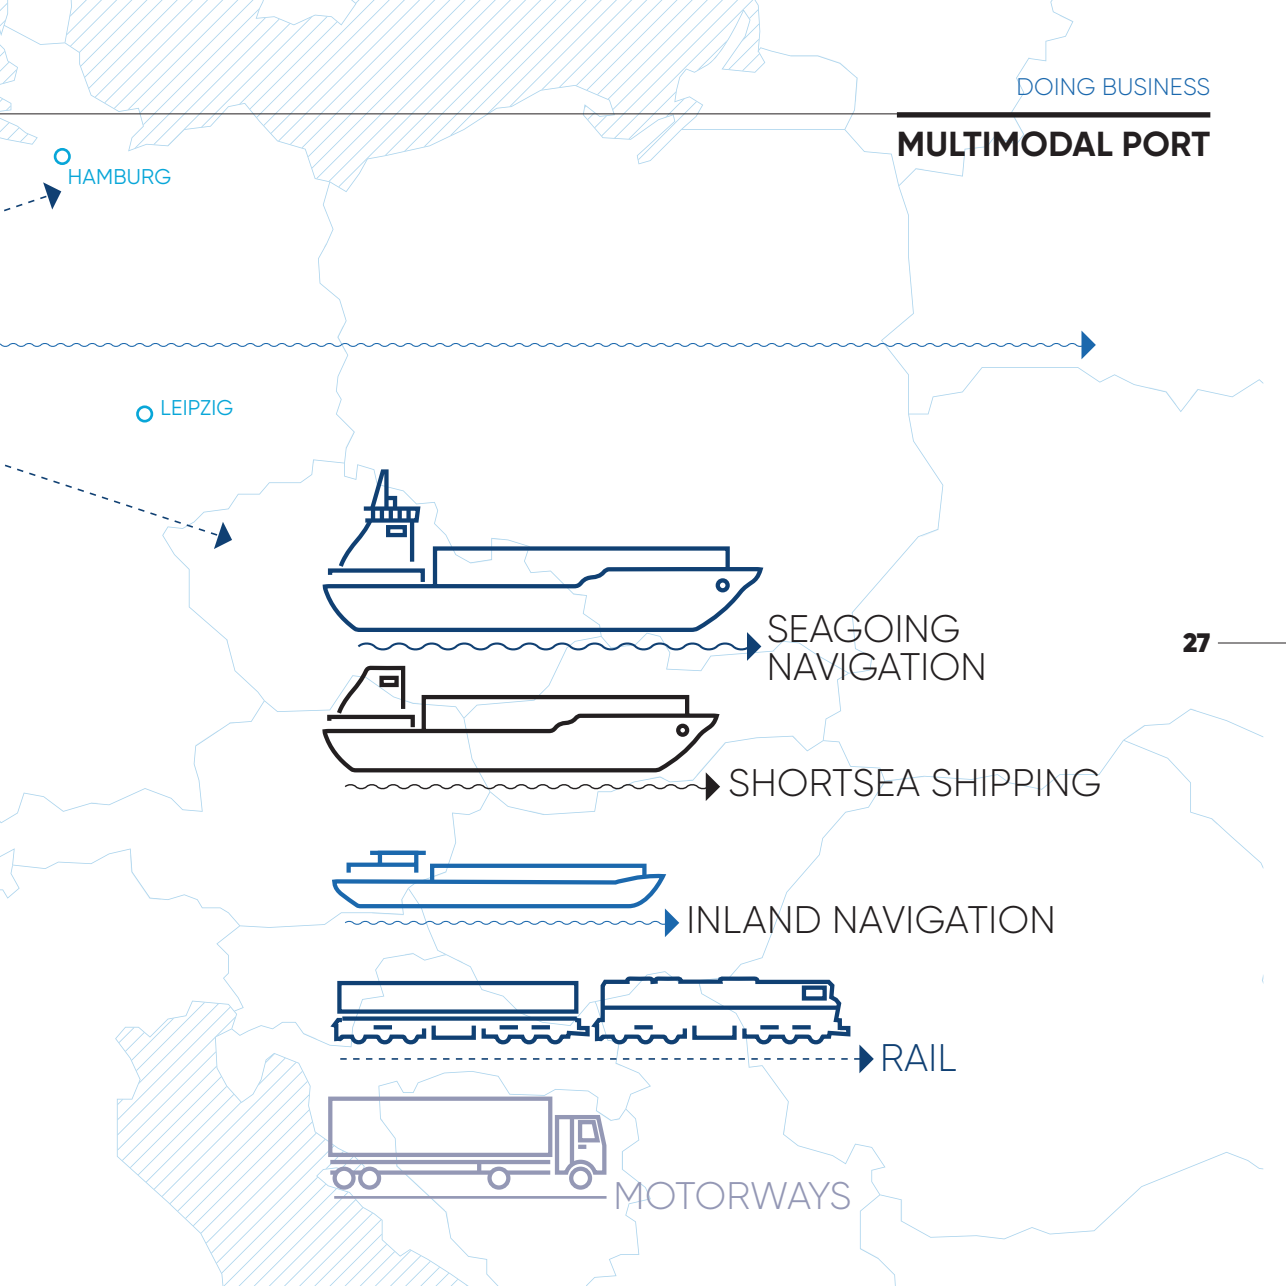 DOING BUSINESS
MULTIMODAL PORT
HAMBURG
LEIPZIG
SEAGOING
NAVIGATION
27
SHORTSEA SHIPPING
INLAND NAVIGATION
RAIL
MOTORWAYS